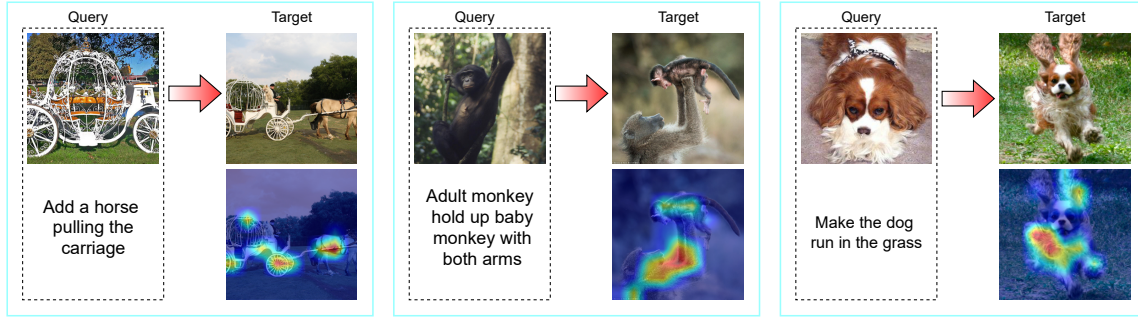 Query
Target
Add a horse
pulling the
carriage
Query
Target
Adult monkey
hold up baby
monkey with
both arms
Query
Target
Make the dog
run in the grass